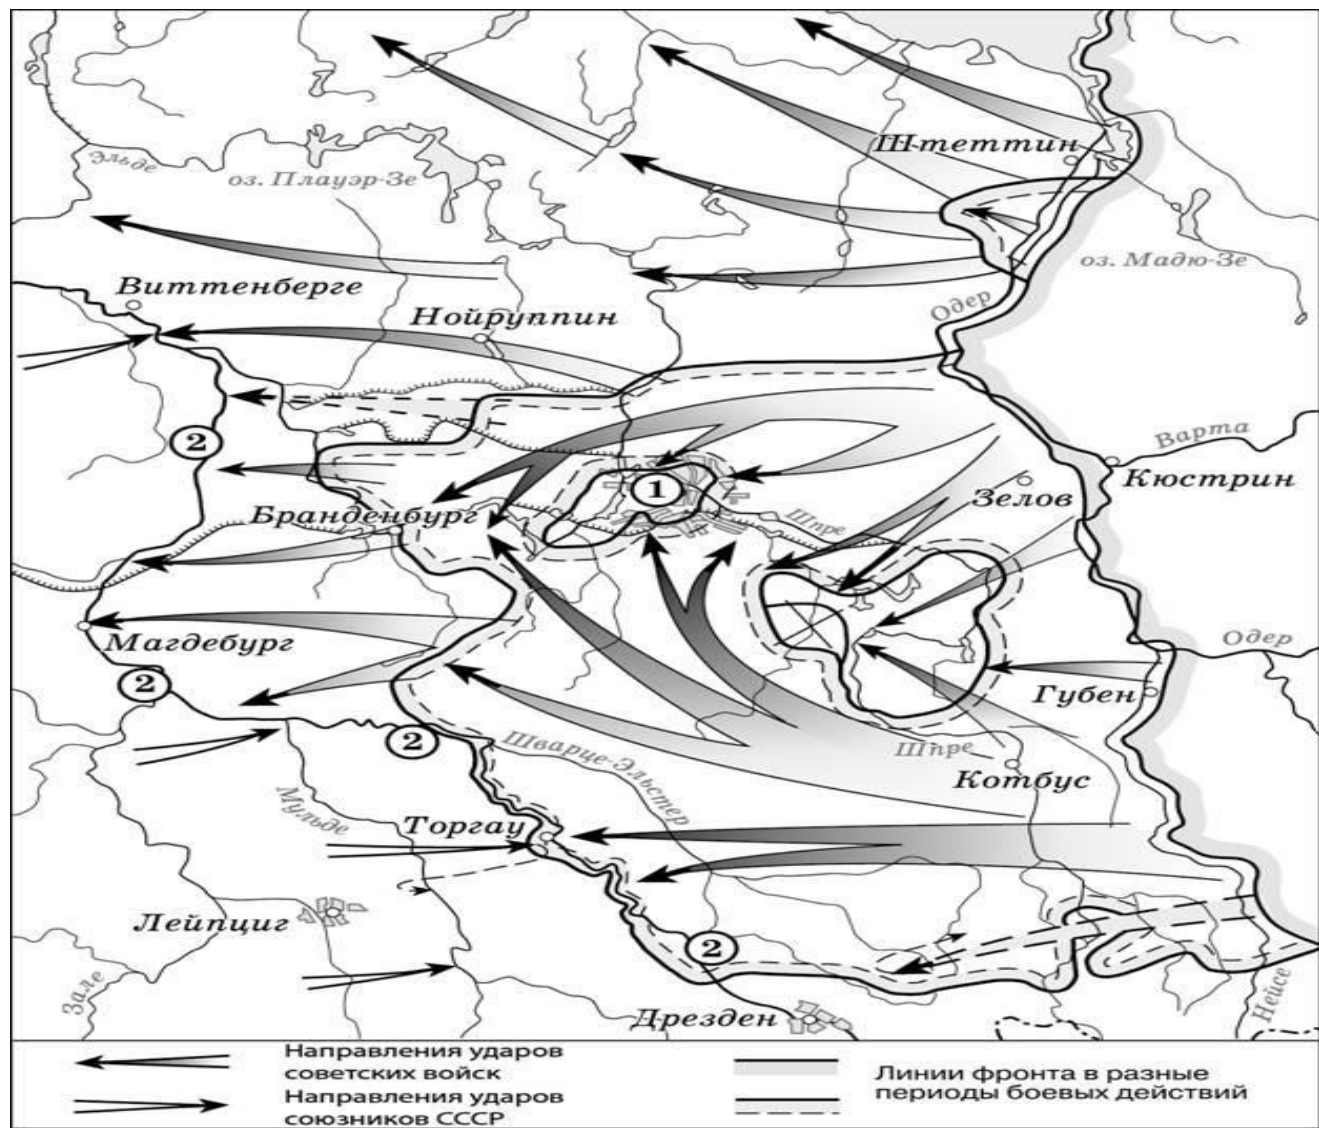 Штеттин
Эльде
оз. Плауэр-Зе
оз. Мадю-Зе
Виттенберге
Одер
Нойруппин
2
Варта
Кюстрин
1
Зелов
Бранденбург
Шпре
Магдебург
Одер
2
Губен
2
Шварце-Эльстер
Шпре
Котбус
Мульде
Торгау
Лейпциг
2
Зале
Нейсе
Дрезден
Направления ударов
советских войск
Направления ударов
союзников СССР
Линии фронта в разные
периоды боевых действий